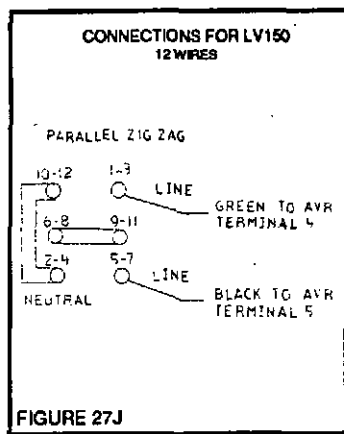 CONNECTIONS FOR LV150
12 WIRES
PARALLEL ZIG ZAG
10-12 1-3 LINE
GREEN TO AVR
TERMINAL 4
6-8 9-11
2-4 5-7 LINE
NEUTRAL
BLACK TO AVR
TERMINAL 5
FIGURE 27J